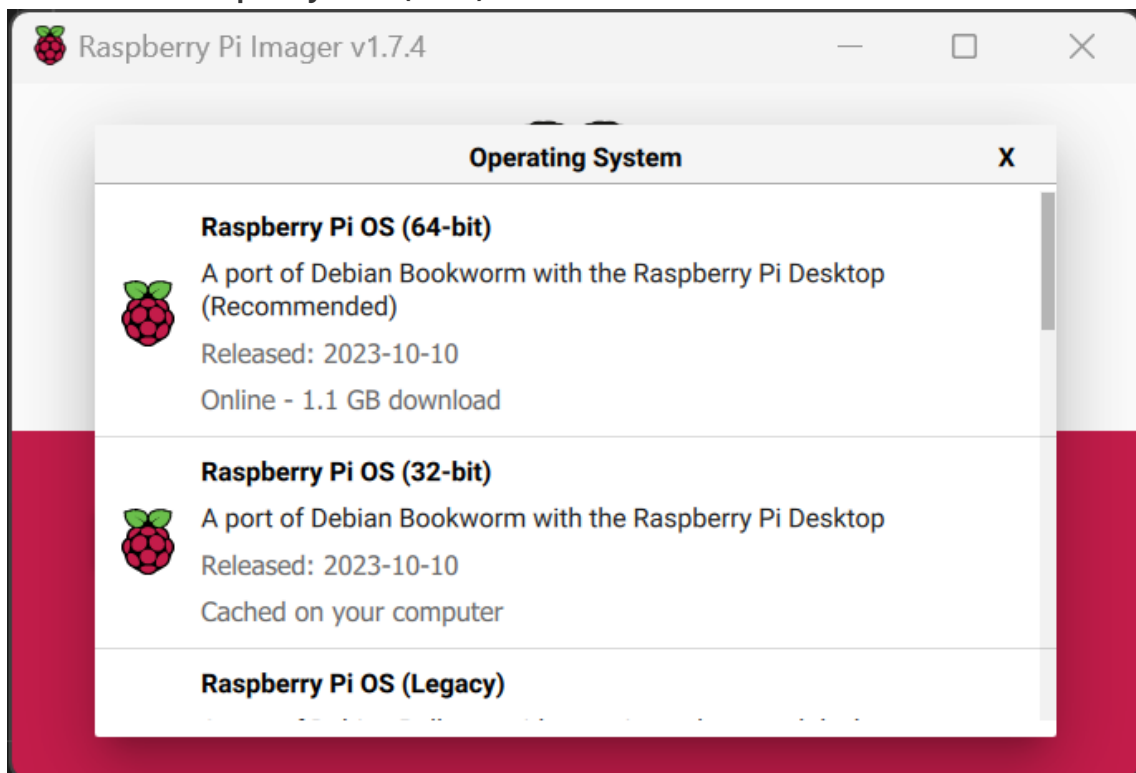 Raspberry Pi Imager v1.7.4
Operating System X
Raspberry Pi OS (64-bit)
A port of Debian Bookworm with the Raspberry Pi Desktop
(Recommended)
Released: 2023-10-10
Online - 1.1 GB download
Raspberry Pi OS (32-bit)
A port of Debian Bookworm with the Raspberry Pi Desktop
Released: 2023-10-10
Cached on your computer
Raspberry Pi OS (Legacy)